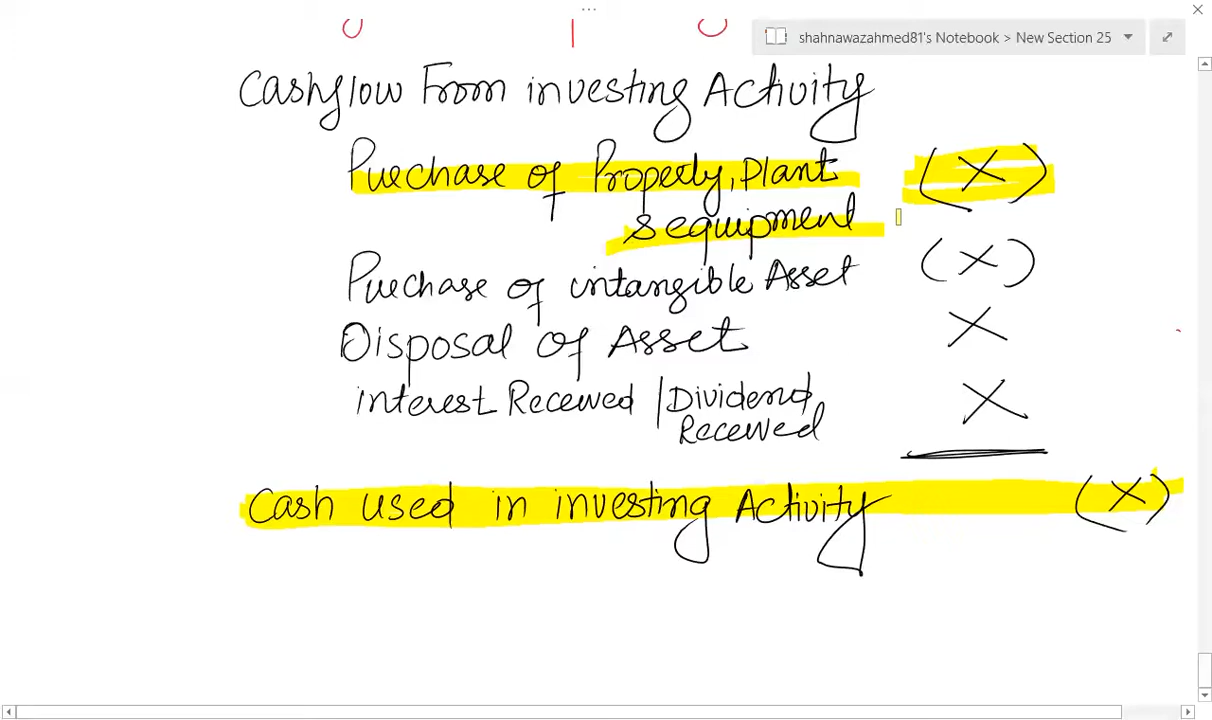 shahnawazahmed81's Notebook > New Section 25
Cashflow From investing Activity
Purchase of Property, Plant (X)
& equipment
Purchase of intangible Asset (X)
Disposal of Asset X
interest Received | Dividend X
Received
Cash used in investing Activity (X)